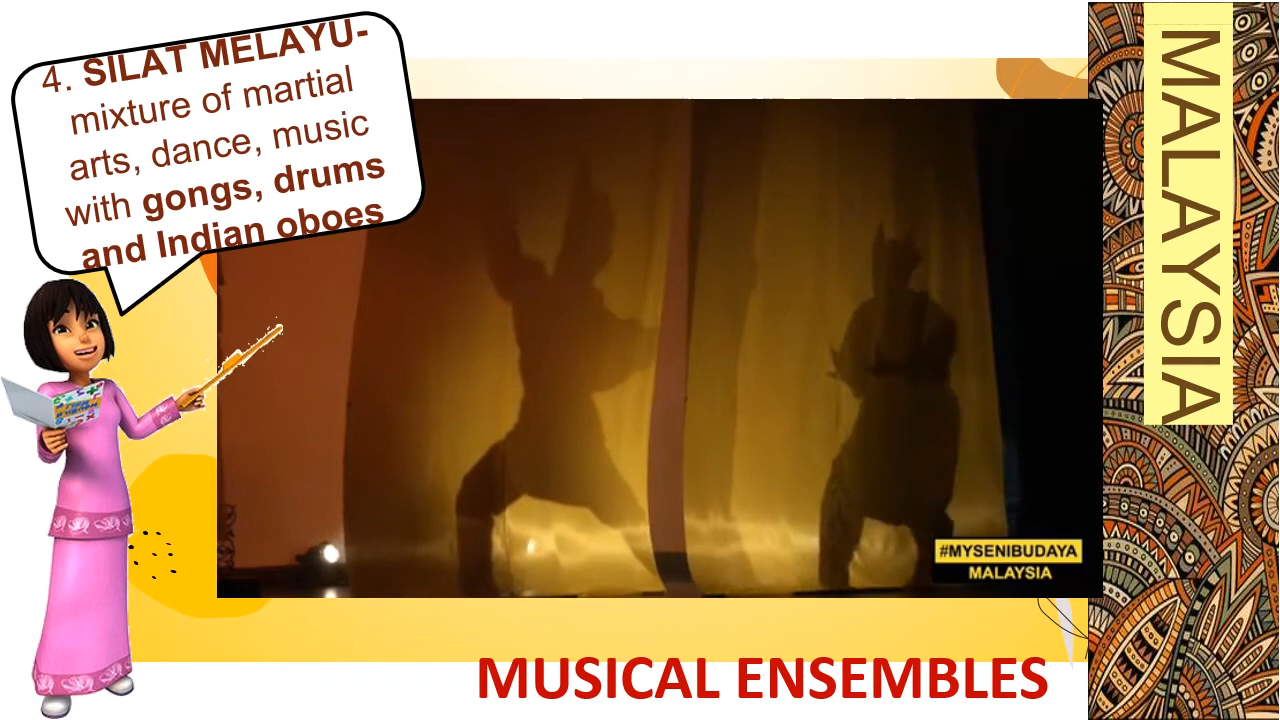 4. SILAT MELAYU-
mixture of martial
arts, dance, music
with gongs, drums
and Indian oboes
MALAYSIA
#MYSENIBUDAYA
MALAYSIA
MUSICAL ENSEMBLES